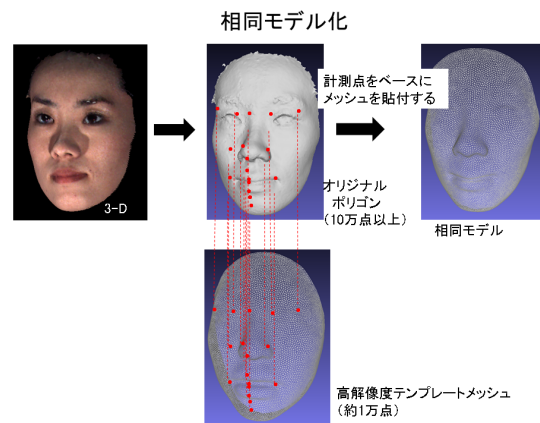 相同モデル化
3-D
計測点をベースに
メッシュを貼付する
オリジナル
ポリゴン
(10万点以上)
相同モデル
高解像度テンプレートメッシュ
(約1万点)